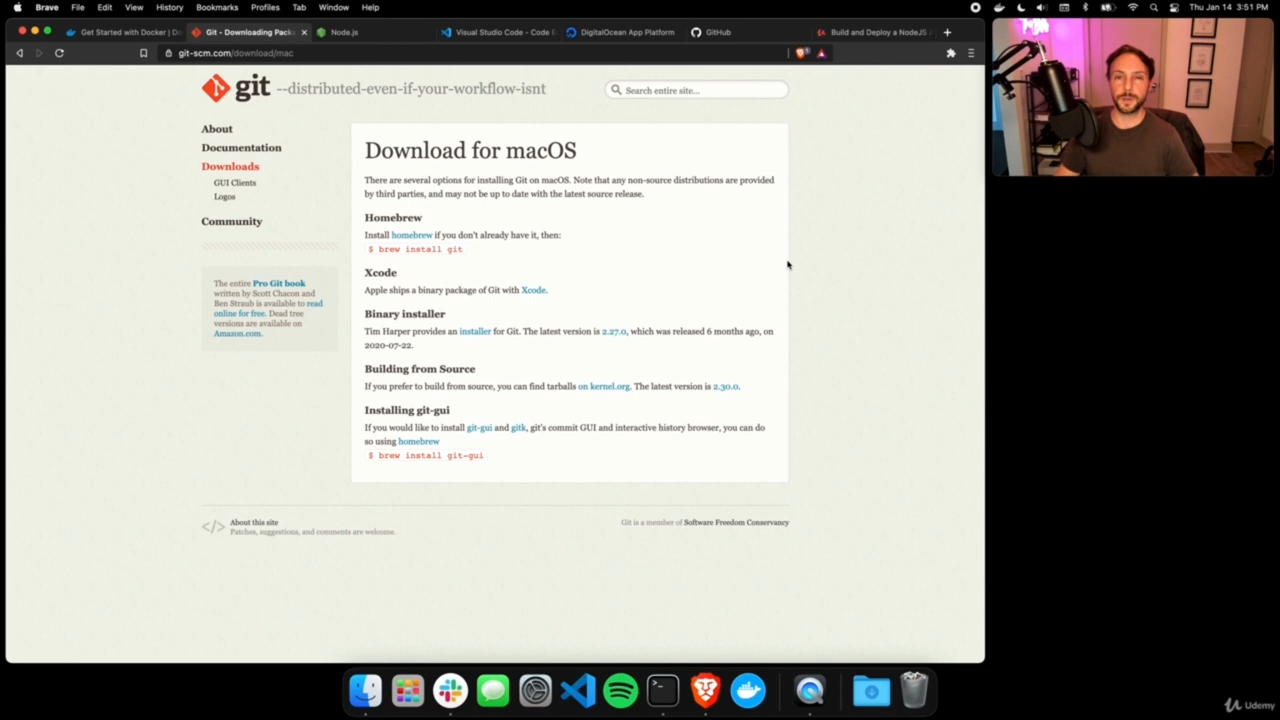 Brave File Edit View History Bookmarks Profiles Tab Window Help
Thu Jan 14 3:51 PM
Get Started with Docker | Do
Git - Downloading Packa
Node.js
Visual Studio Code - Code E
DigitalOcean App Platform
GitHub
Build and Deploy a NodeJS A
git-scm.com/download/mac
git --distributed-even-if-your-workflow-isnt
Search entire site...
About
Documentation
Downloads
GUI Clients
Logos
Community
The entire Pro Git book
written by Scott Chacon and
Ben Straub is available to read
online for free. Dead tree
versions are available on
Amazon.com.
Download for macOS
There are several options for installing Git on macOS. Note that any non-source distributions are provided
by third parties, and may not be up to date with the latest source release.
Homebrew
Install homebrew if you don't already have it, then:
$ brew install git
Xcode
Apple ships a binary package of Git with Xcode.
Binary installer
Tim Harper provides an installer for Git. The latest version is 2.27.0, which was released 6 months ago, on
2020-07-22.
Building from Source
If you prefer to build from source, you can find tarballs on kernel.org. The latest version is 2.30.0.
Installing git-gui
If you would like to install git-gui and gitk, git's commit GUI and interactive history browser, you can do
so using homebrew
$ brew install git-gui
</> About this site
Patches, suggestions, and comments are welcome.
Git is a member of Software Freedom Conservancy
Udemy